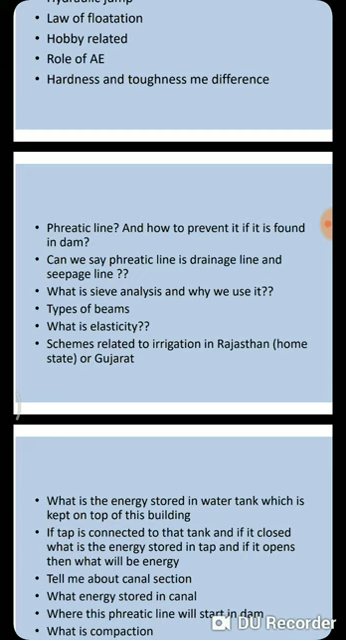 Hydraulic jump
• Law of floatation
• Hobby related
• Role of AE
• Hardness and toughness me difference
• Phreatic line? And how to prevent it if it is found
in dam?
• Can we say phreatic line is drainage line and
seepage line ??
• What is sieve analysis and why we use it??
• Types of beams
• What is elasticity??
• Schemes related to irrigation in Rajasthan (home
state) or Gujarat
• What is the energy stored in water tank which is
kept on top of this building
• If tap is connected to that tank and if it closed
what is the energy stored in tap and if it opens
then what will be energy
• Tell me about canal section
• What energy stored in canal
• Where this phreatic line will start in dam
• What is compaction
DU Recorder